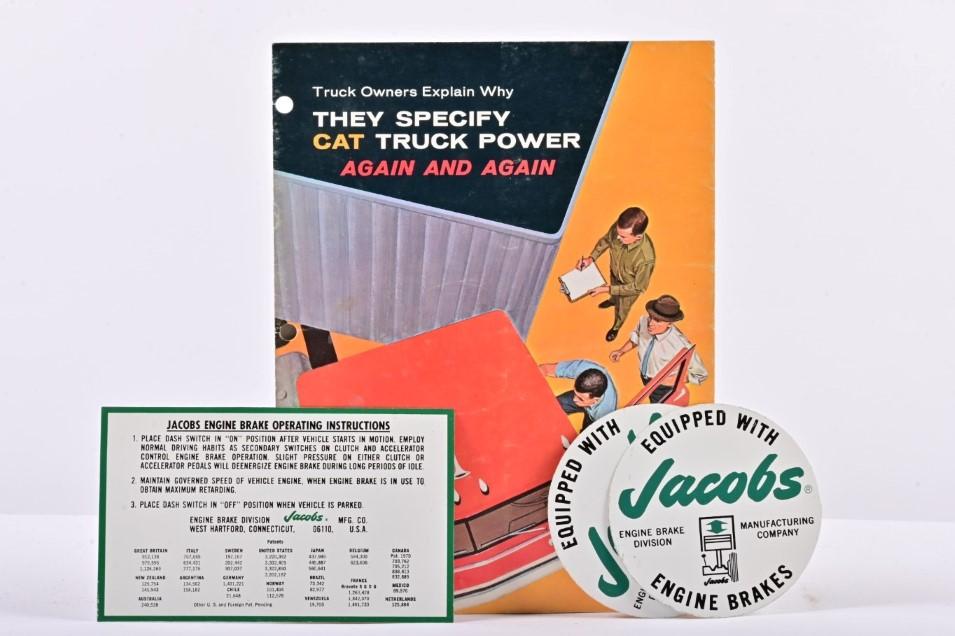 Truck Owners Explain Why
THEY SPECIFY
CAT TRUCK POWER
AGAIN AND AGAIN
JACOBS ENGINE BRAKE OPERATING INSTRUCTIONS
1. PLACE DASH SWITCH IN "ON" POSITION AFTER VEHICLE STARTS IN MOTION. EMPLOY
NORMAL DRIVING HABITS AS SECONDARY SWITCHES ON CLUTCH AND ACCELERATOR
CONTROL ENGINE BRAKE OPERATION. SLIGHT PRESSURE ON EITHER CLUTCH OR
ACCELERATOR PEDALS WILL DEENERGIZE ENGINE BRAKE DURING LONG PERIODS OF IDLE.
2. MAINTAIN GOVERNED SPEED OF VEHICLE ENGINE, WHEN ENGINE BRAKE IS IN USE TO
OBTAIN MAXIMUM RETARDING.
3. PLACE DASH SWITCH IN "OFF" POSITION WHEN VEHICLE IS PARKED.
ENGINE BRAKE DIVISION Jacobs® MFG. CO.
WEST HARTFORD, CONNECTICUT, 06110, U.S.A.
Patents
GREAT BRITAIN ITALY SWEDEN UNITED STATES JAPAN BELGIUM CANADA
NEW ZEALAND ARGENTINA GERMANY NORWAY BRAZIL FRANCE MEXICO
CHILE
AUSTRALIA VENEZUELA NETHERLANDS
240,528 Other U. S. and Foreign Pat. Pending
EQUIPPED WITH
EQUIPPED WITH
Jacobs®
ENGINE BRAKE
DIVISION
MANUFACTURING
COMPANY
Jacobs
ENGINE BRAKES